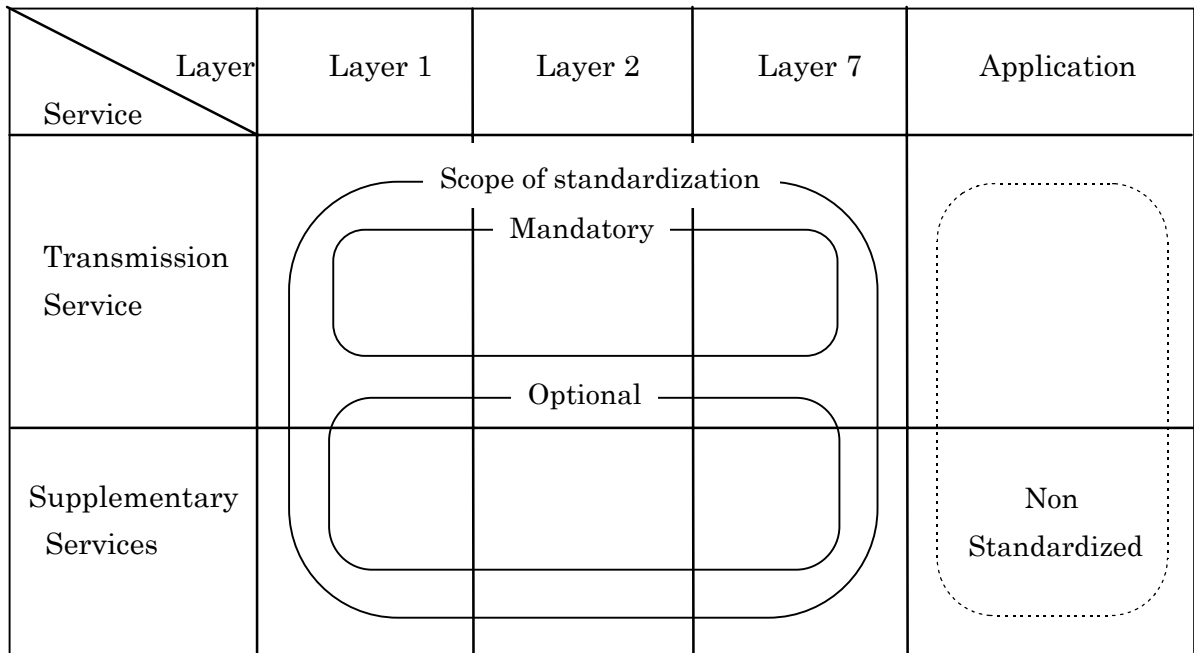 Layer
Service
Layer 1
Layer 2
Layer 7
Application
Transmission
Service
Scope of standardization
Mandatory
Optional
Supplementary
Services
Non
Standardized